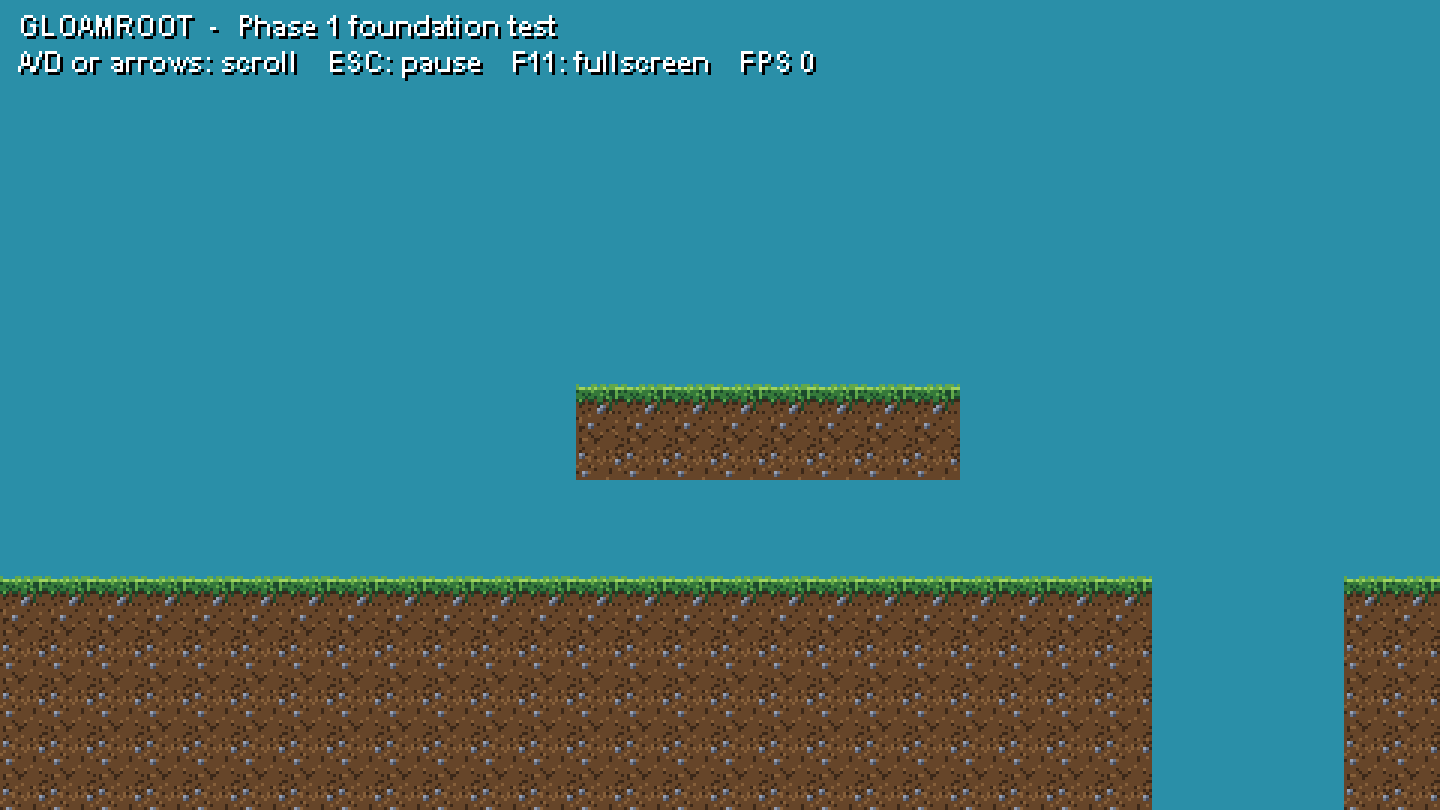 GLOAMROOT - Phase 1 foundation test
A/D or arrows: scroll ESC: pause F11: fullscreen FPS 0